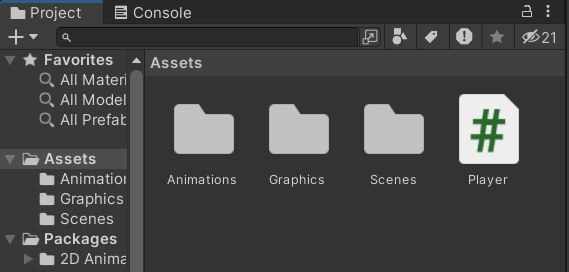 Project
Console
21
Favorites
All Materi
All Model
All Prefab
Assets
Animation
Graphics
Scenes
Packages
2D Anima
Assets
Animations
Graphics
Scenes
#
Player